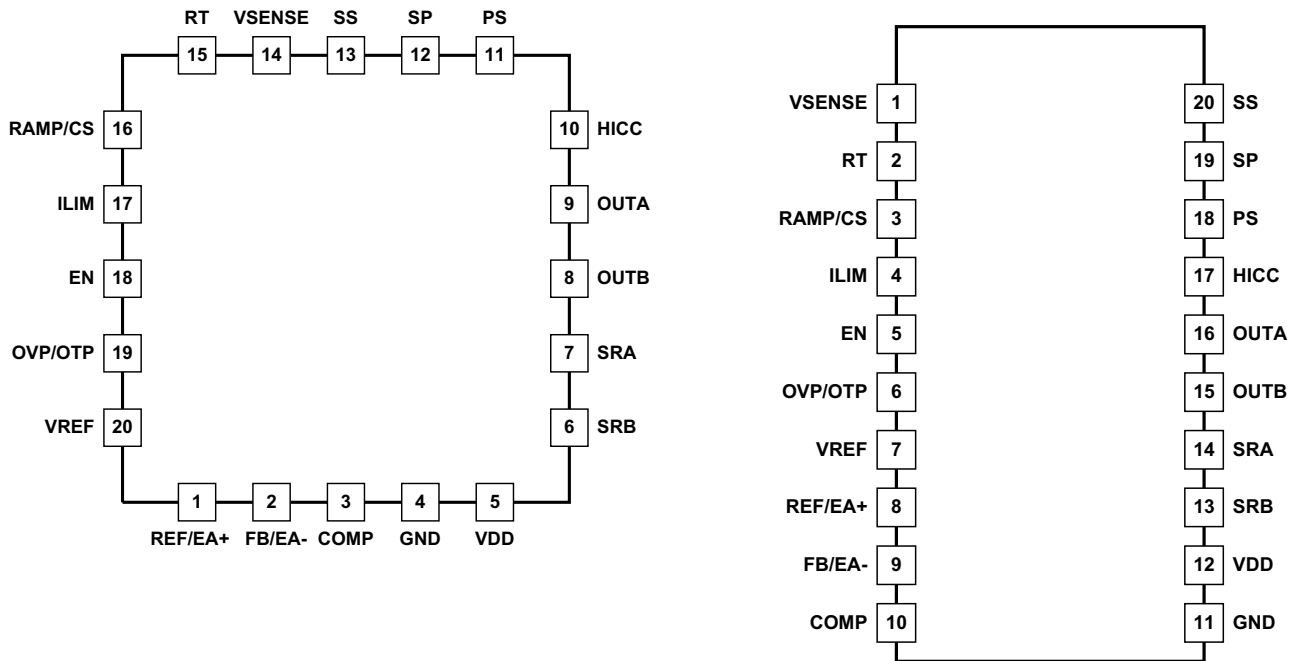 RT VSENSE SS SP PS
15 14 13 12 11
RAMP/CS 16
10 HICC
ILIM 17
9 OUTA
EN 18
8 OUTB
OVP/OTP 19
7 SRA
VREF 20
6 SRB
1 2 3 4 5
REF/EA+ FB/EA- COMP GND VDD
VSENSE 1
20 SS
RT 2
19 SP
RAMP/CS 3
18 PS
ILIM 4
17 HICC
EN 5
16 OUTA
OVP/OTP 6
15 OUTB
VREF 7
14 SRA
REF/EA+ 8
13 SRB
FB/EA- 9
12 VDD
COMP 10
11 GND